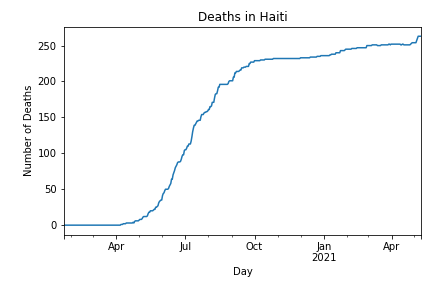 Deaths in Haiti
Number of Deaths
250
200
150
100
50
0
Apr
Jul
Oct
Jan
2021
Apr
Day